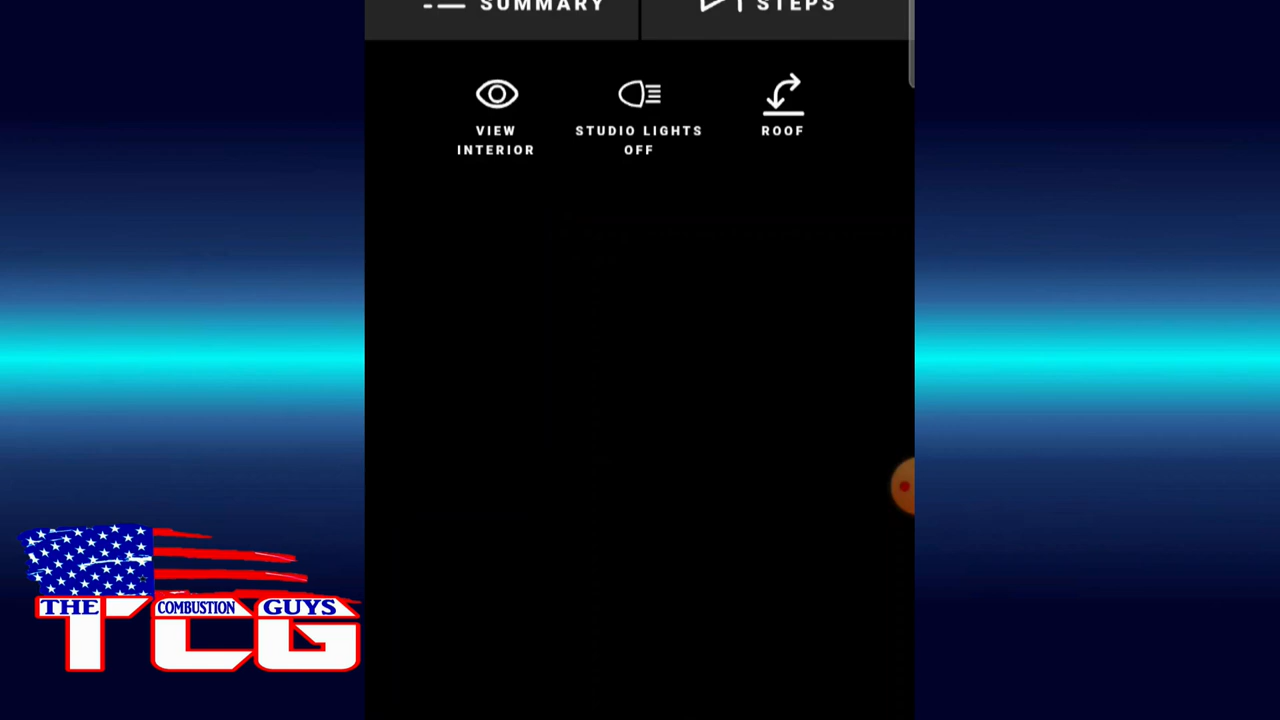 SUMMARY
STEPS
VIEW
INTERIOR
STUDIO LIGHTS
OFF
ROOF
THE COMBUSTION GUYS
TCG